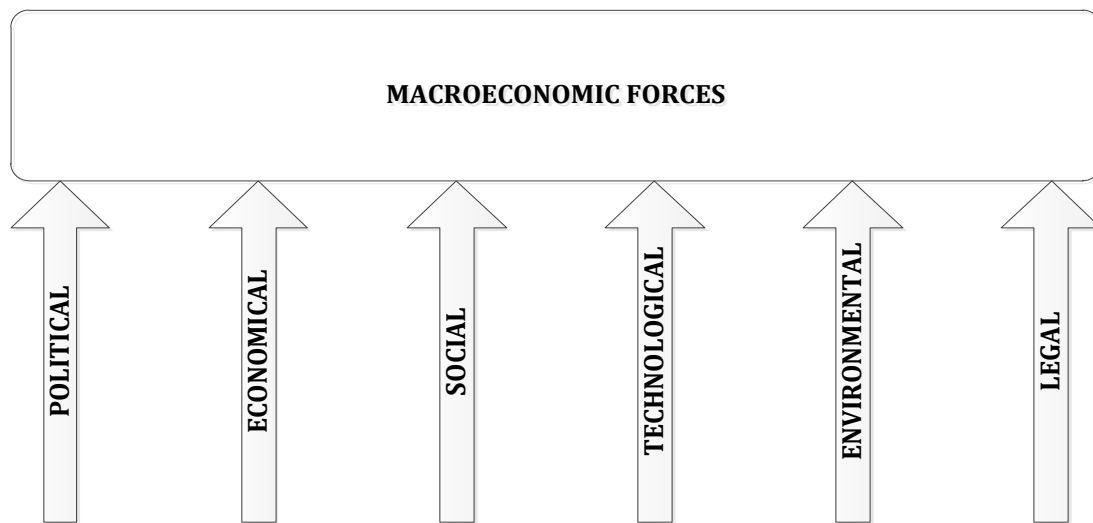 MACROECONOMIC FORCES
POLITICAL
ECONOMICAL
SOCIAL
TECHNOLOGICAL
ENVIRONMENTAL
LEGAL